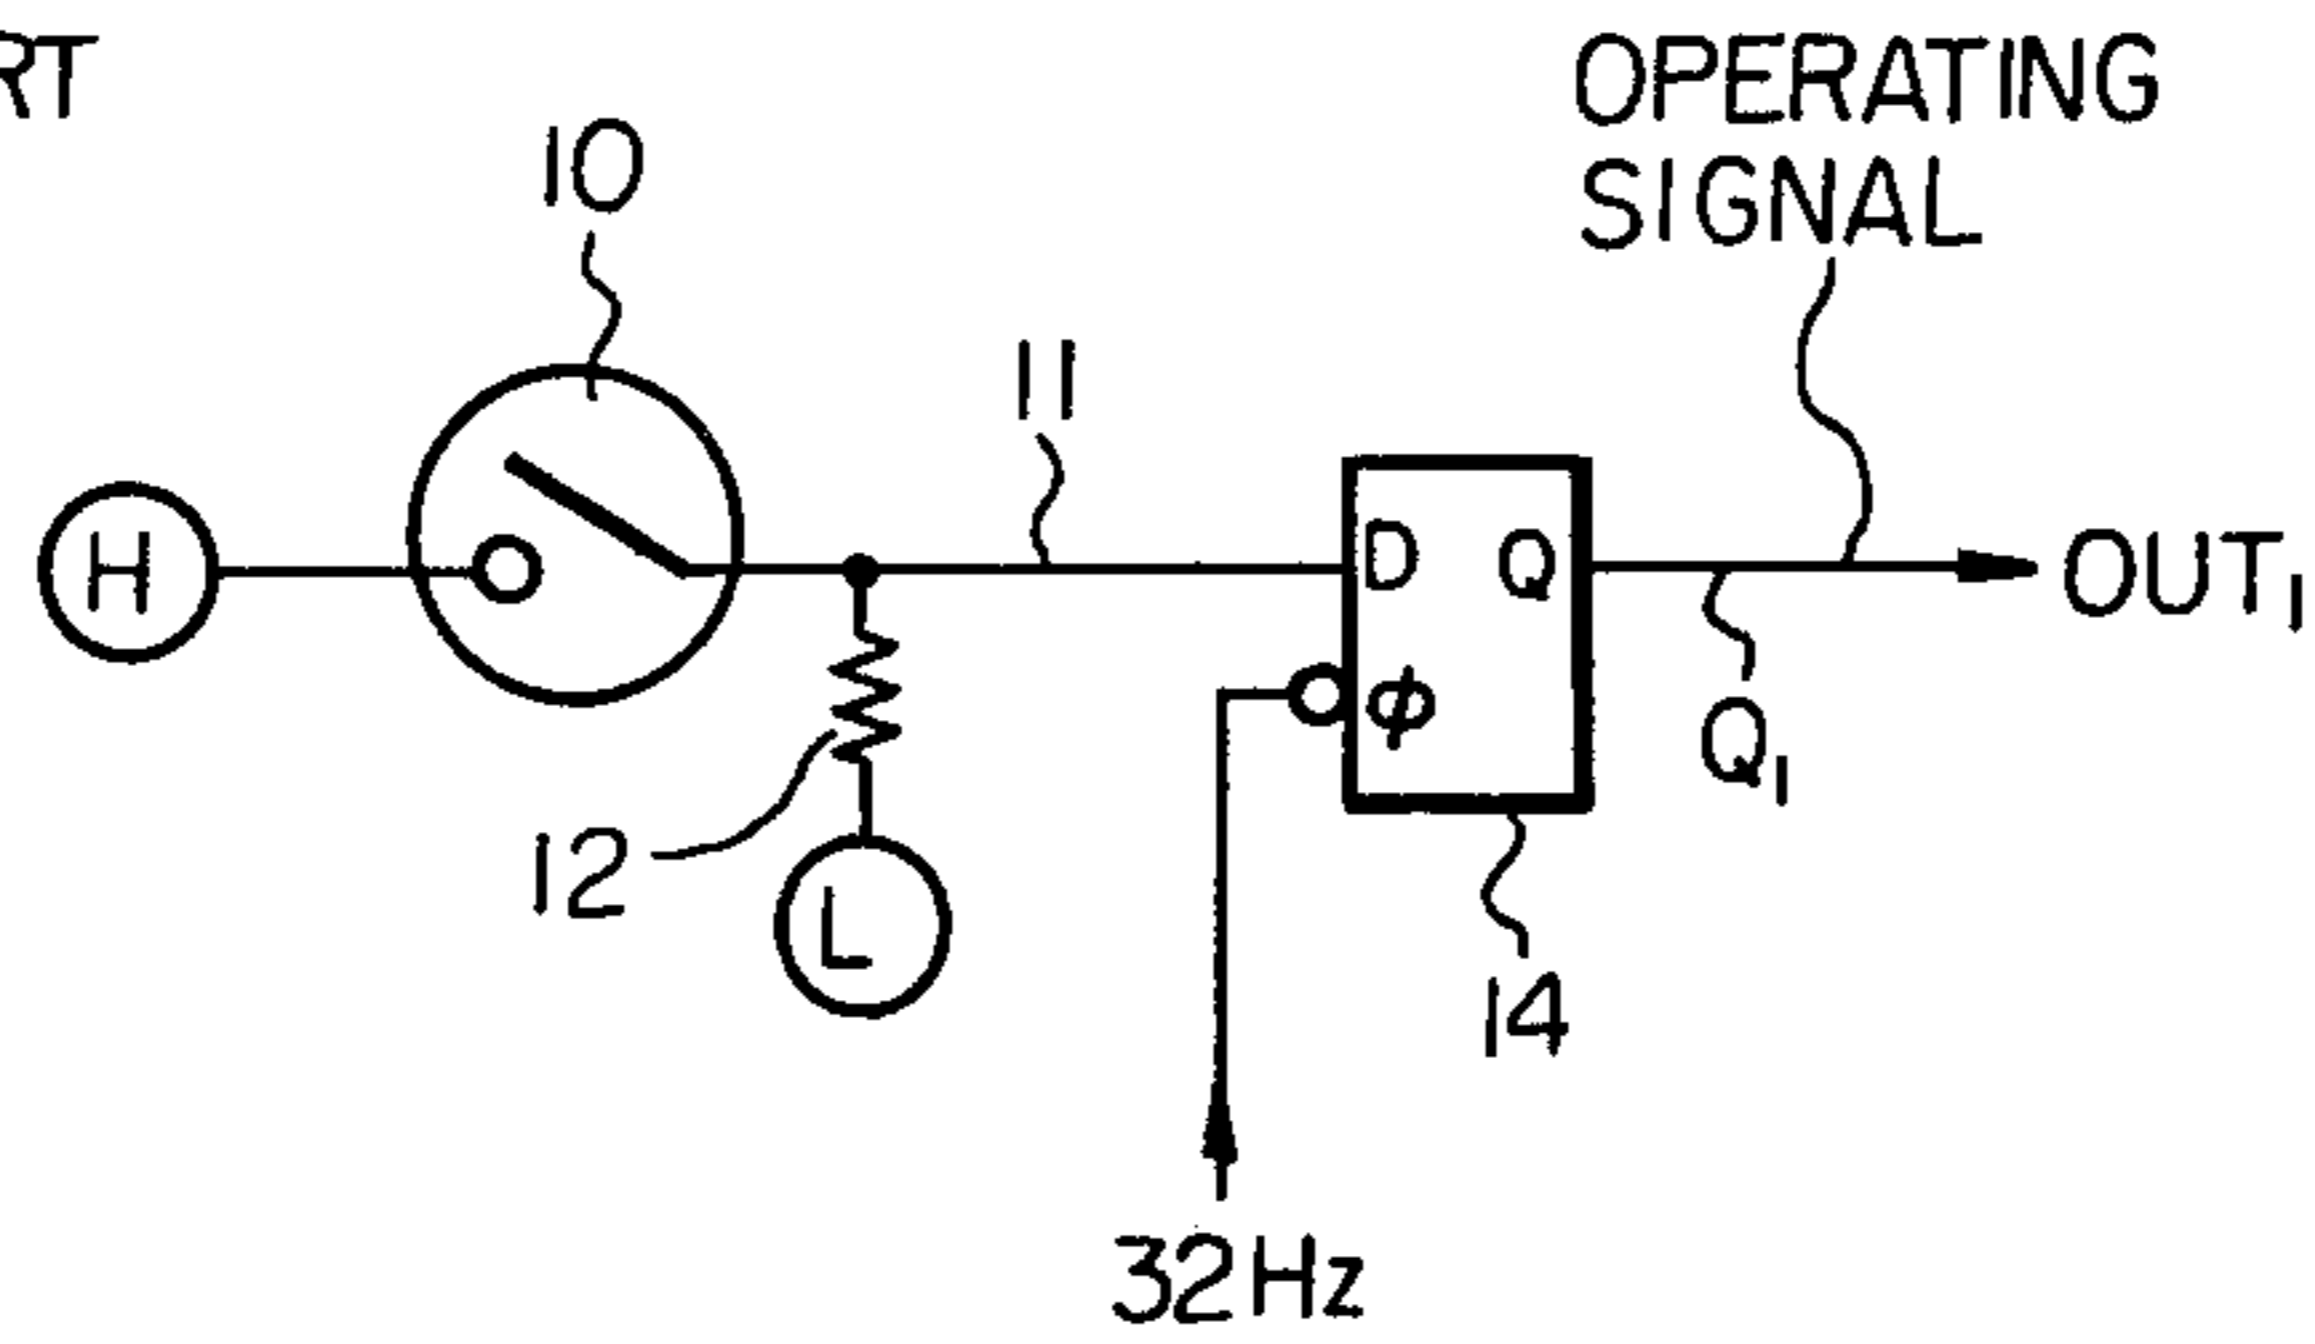 RT
OPERATING
SIGNAL
10
11
H
D
Q
OUT1
φ
Q1
12
L
14
32Hz